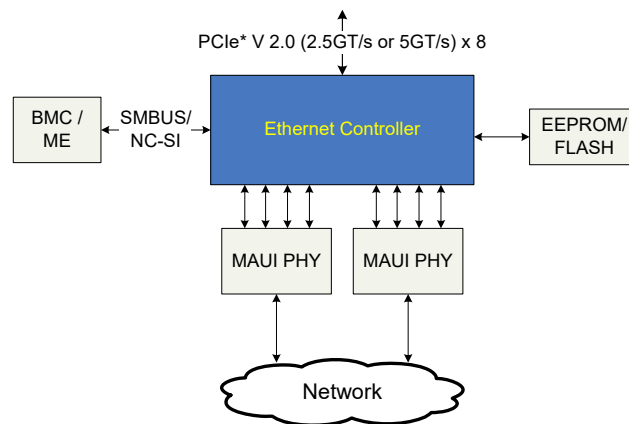 PCIe* V 2.0 (2.5GT/s or 5GT/s) x 8
BMC /
ME
SMBUS/
NC-SI
Ethernet Controller
EEPROM/
FLASH
MAUI PHY
MAUI PHY
Network